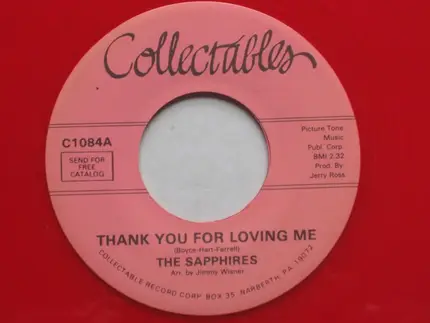 Collectables
C1084A
SEND FOR
FREE
CATALOG
Picture Tone
Music
Publ. Corp.
BMI 2.32
Prod. By
Jerry Ross
THANK YOU FOR LOVING ME
(Boyce-Hart-Farrell)
THE SAPPHIRES
Arr. by Jimmy Wisner
COLLECTABLE RECORD CORP BOX 35 NARBERTH, PA. 19072